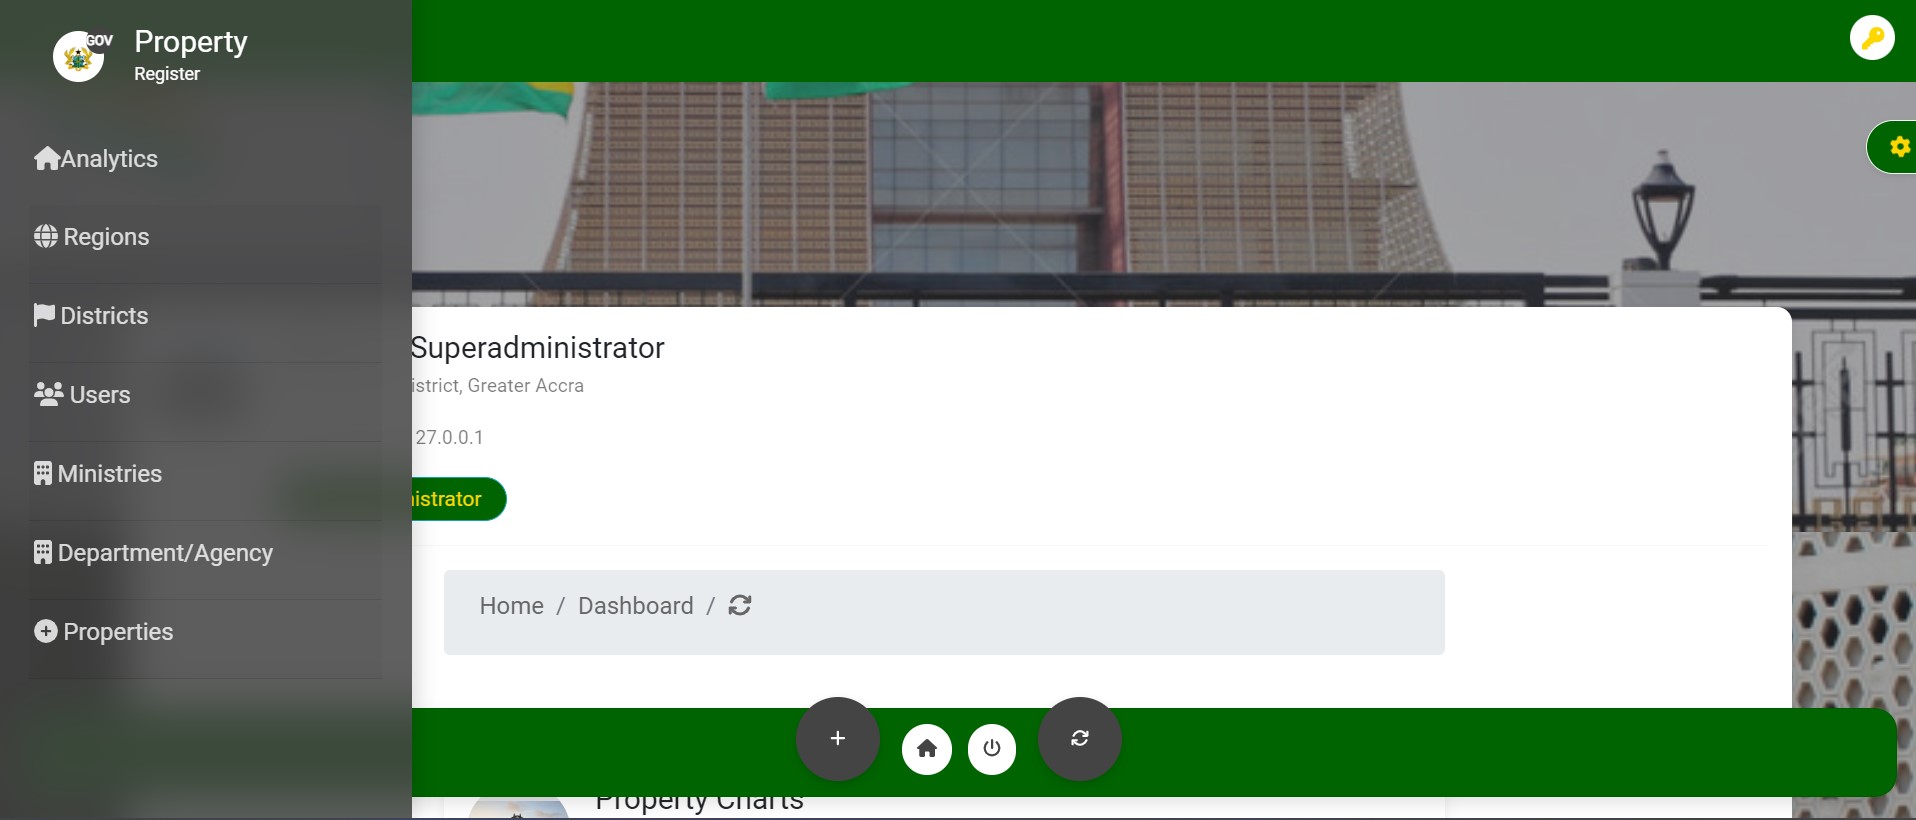 GOV
Property
Register
Analytics
Regions
Districts
Users
Ministries
Department/Agency
Properties
Superadministrator
istrict, Greater Accra
27.0.0.1
nistrator
Home / Dashboard /
Property Charts